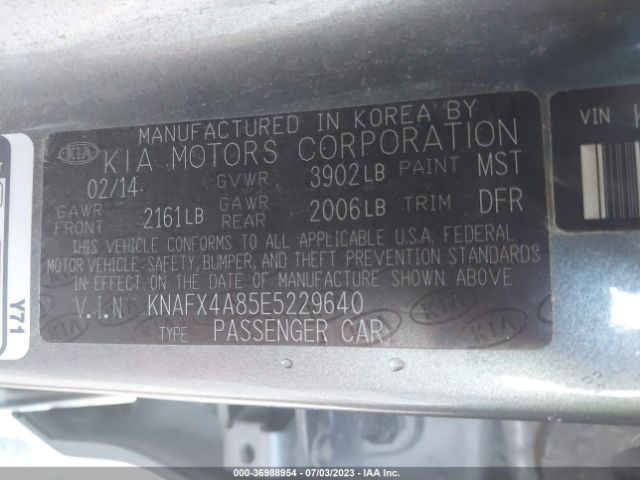 MANUFACTURED IN KOREA BY
KIA KIA MOTORS CORPORATION
02/14 GVWR 3902LB PAINT MST
GAWR FRONT 2161LB GAWR REAR 2006LB TRIM DFR
THIS VEHICLE CONFORMS TO ALL APPLICABLE U.S.A. FEDERAL
MOTOR VEHICLE, SAFETY, BUMPER, AND THEFT PREVENTION STANDARDS
IN EFFECT ON THE DATE OF MANUFACTURE SHOWN ABOVE
V.I.N KNAFX4A85E5229640
TYPE PASSENGER CAR
VIN
Y71
000-36988954 - 07/03/2023 - IAA Inc.